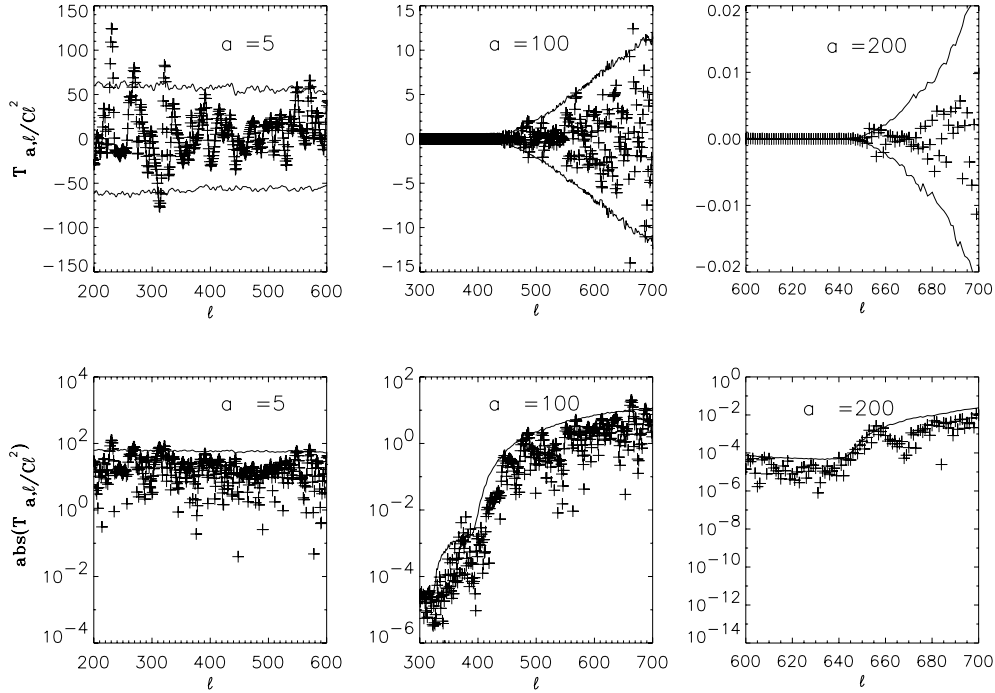 150
100
50
0
−50
−100
−150
T a,ℓ/Cℓ²
a =5
200 300 400 500 600
ℓ
15
10
5
0
−5
−10
−15
a =100
300 400 500 600 700
ℓ
0.02
0.01
0.00
−0.01
−0.02
a =200
600 620 640 660 680 700
ℓ
10⁴
10²
10⁰
10⁻²
10⁻⁴
abs(T a,ℓ/Cℓ²)
a =5
200 300 400 500 600
ℓ
10²
10⁰
10⁻²
10⁻⁴
10⁻⁶
a =100
300 400 500 600 700
ℓ
10⁰
10⁻²
10⁻⁴
10⁻⁶
10⁻⁸
10⁻¹⁰
10⁻¹²
10⁻¹⁴
a =200
600 620 640 660 680 700
ℓ